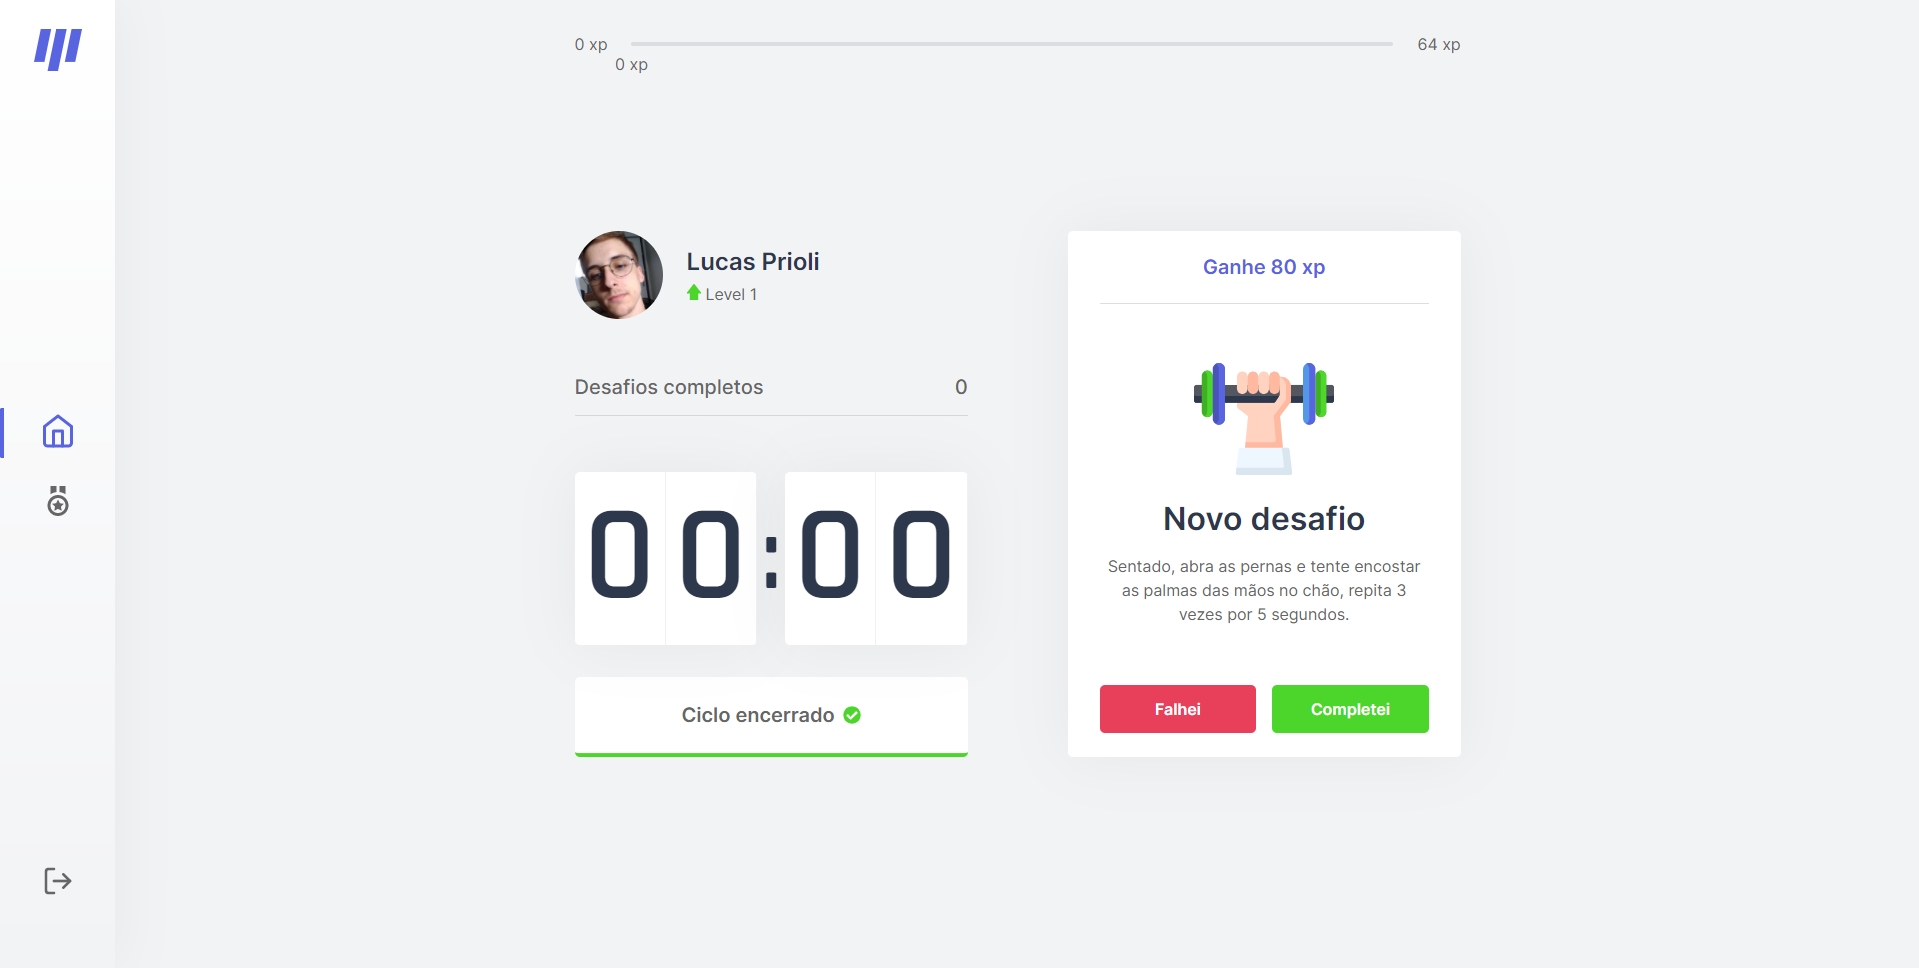 0 xp
64 xp
0 xp
Lucas Prioli
Level 1
Desafios completos 0
00:00
Ciclo encerrado
Ganhe 80 xp
Novo desafio
Sentado, abra as pernas e tente encostar
as palmas das mãos no chão, repita 3
vezes por 5 segundos.
Falhei
Completei